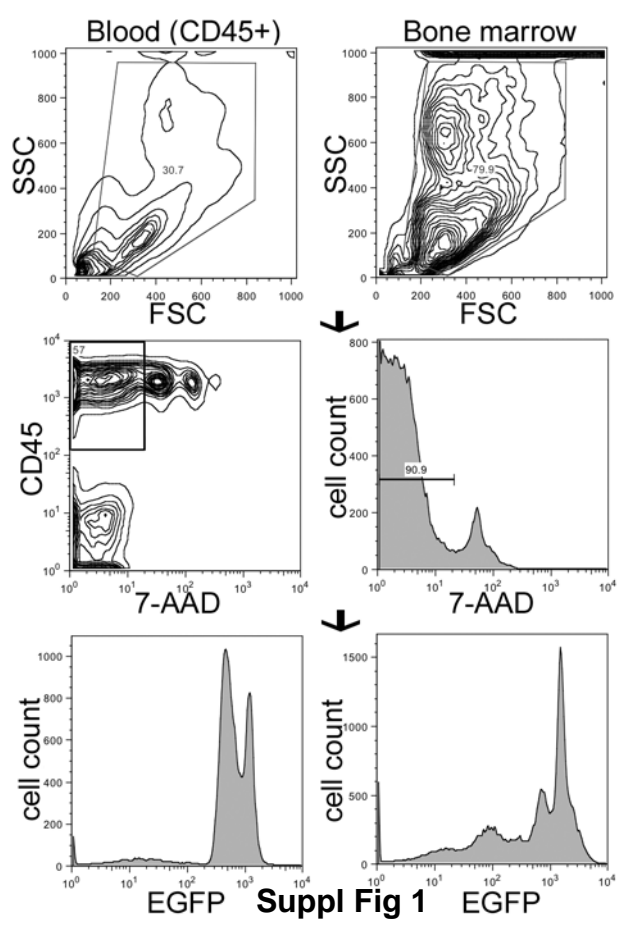 Blood (CD45+)
Bone marrow
SSC
1000
800
600
400
200
0
30.7
0 200 400 600 800 1000
FSC
SSC
1000
800
600
400
200
0
79.9
0 200 400 600 800 1000
FSC
CD45
10⁴
10³
10²
10¹
10⁰
57
10⁰ 10¹ 10² 10³ 10⁴
7-AAD
cell count
800
600
400
200
0
90.9
10⁰ 10¹ 10² 10³ 10⁴
7-AAD
cell count
1000
800
600
400
200
0
10⁰ 10¹ 10² 10³ 10⁴
EGFP
cell count
1500
1000
500
0
10⁰ 10¹ 10² 10³ 10⁴
EGFP
Suppl Fig 1